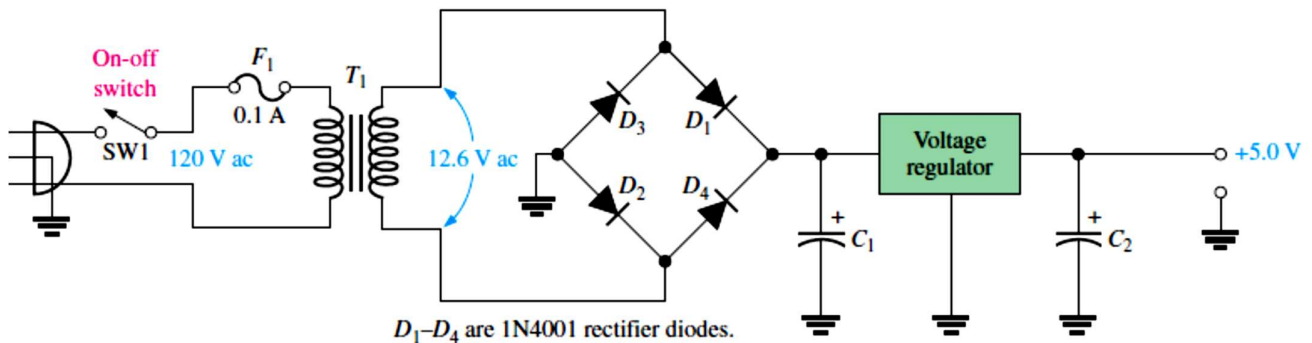 On-off
switch
F1
0.1 A
SW1
120 V ac
T1
12.6 V ac
D3
D1
D2
D4
+
C1
Voltage
regulator
+
C2
+5.0 V
D1–D4 are 1N4001 rectifier diodes.